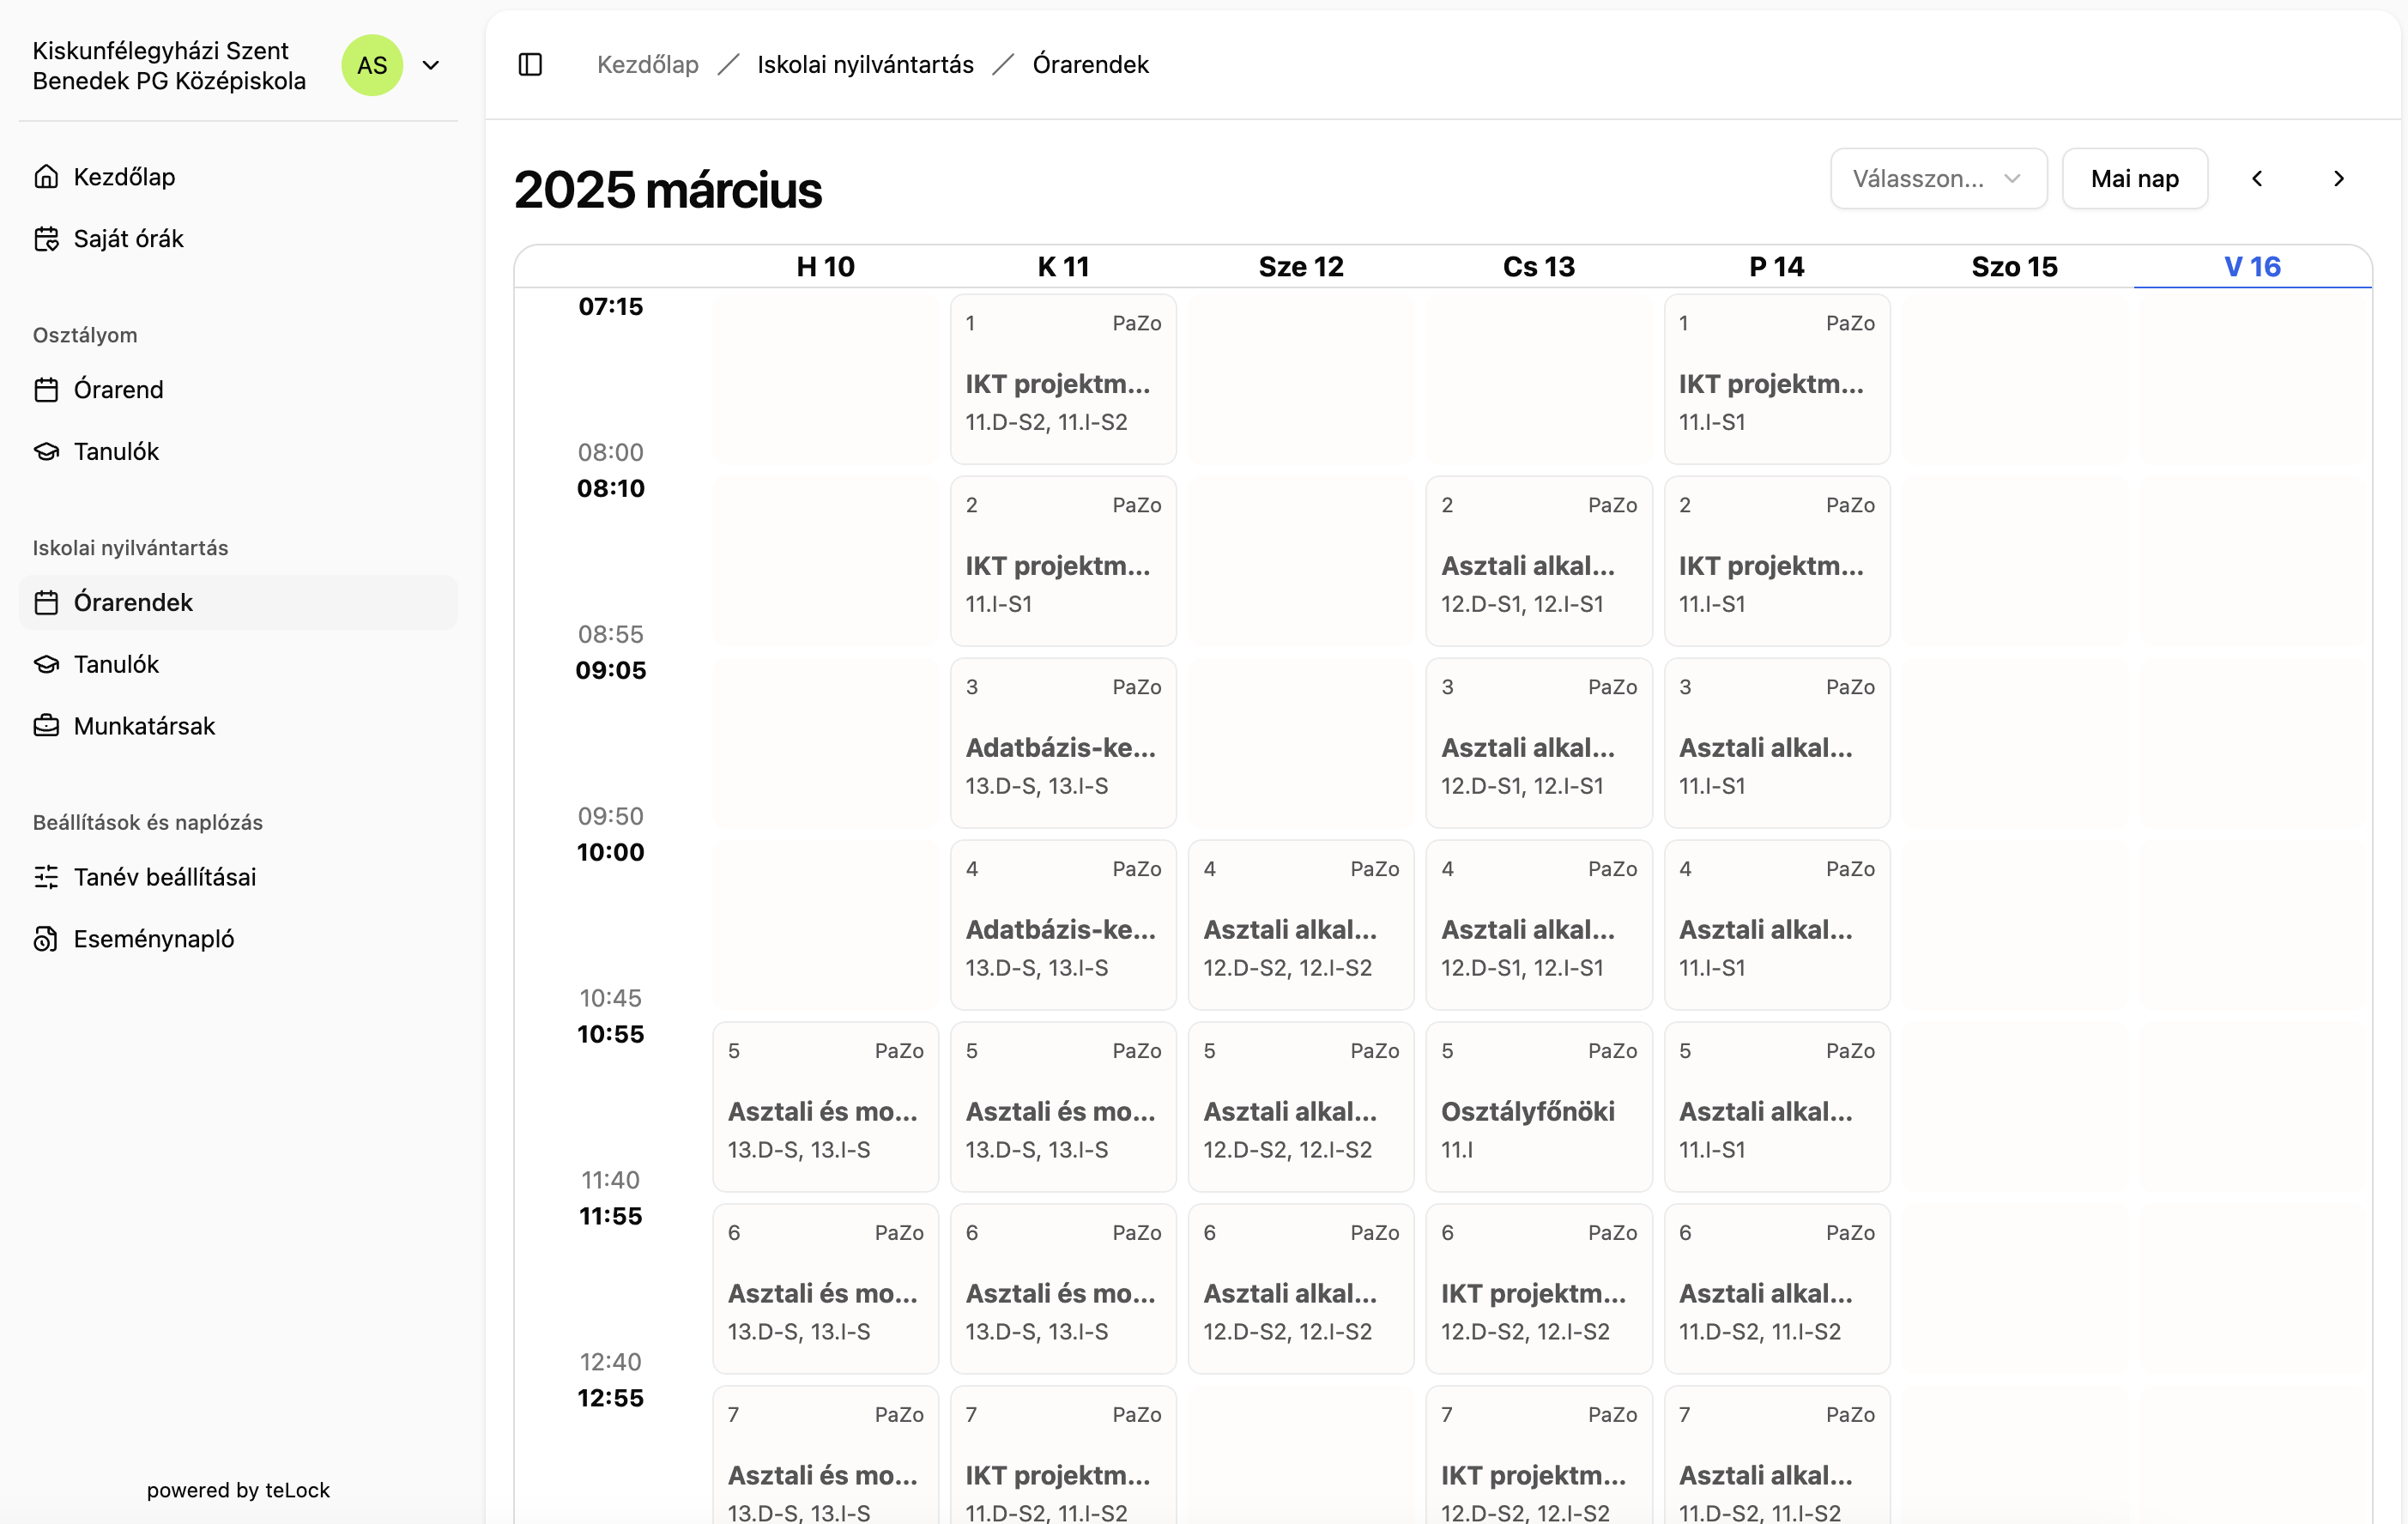 Kiskunfélegyházi Szent
Benedek PG Középiskola
AS
Kezdőlap
Saját órák
Osztályom
Órarend
Tanulók
Iskolai nyilvántartás
Órarendek
Tanulók
Munkatársak
Beállítások és naplózás
Tanév beállításai
Eseménynapló
powered by teLock
Kezdőlap / Iskolai nyilvántartás / Órarendek
2025 március
Válasszon...
Mai nap
H 10 K 11 Sze 12 Cs 13 P 14 Szo 15 V 16
07:15
1 PaZo 1 PaZo
IKT projektm... IKT projektm...
11.D-S2, 11.I-S2 11.I-S1
08:00
08:10
2 PaZo 2 PaZo 2 PaZo
IKT projektm... Asztali alkal... IKT projektm...
11.I-S1 12.D-S1, 12.I-S1 11.I-S1
08:55
09:05
3 PaZo 3 PaZo 3 PaZo
Adatbázis-ke... Asztali alkal... Asztali alkal...
13.D-S, 13.I-S 12.D-S1, 12.I-S1 11.I-S1
09:50
10:00
4 PaZo 4 PaZo 4 PaZo 4 PaZo
Adatbázis-ke... Asztali alkal... Asztali alkal... Asztali alkal...
13.D-S, 13.I-S 12.D-S2, 12.I-S2 12.D-S1, 12.I-S1 11.I-S1
10:45
10:55
5 PaZo 5 PaZo 5 PaZo 5 PaZo 5 PaZo
Asztali és mo... Asztali és mo... Asztali alkal... Osztályfőnöki Asztali alkal...
13.D-S, 13.I-S 13.D-S, 13.I-S 12.D-S2, 12.I-S2 11.I 11.I-S1
11:40
11:55
6 PaZo 6 PaZo 6 PaZo 6 PaZo 6 PaZo
Asztali és mo... Asztali és mo... Asztali alkal... IKT projektm... Asztali alkal...
13.D-S, 13.I-S 13.D-S, 13.I-S 12.D-S2, 12.I-S2 12.D-S2, 12.I-S2 11.D-S2, 11.I-S2
12:40
12:55
7 PaZo 7 PaZo 7 PaZo 7 PaZo
Asztali és mo... IKT projektm... IKT projektm... Asztali alkal...
13.D-S, 13.I-S 11.D-S2, 11.I-S2 12.D-S2, 12.I-S2 11.D-S2, 11.I-S2